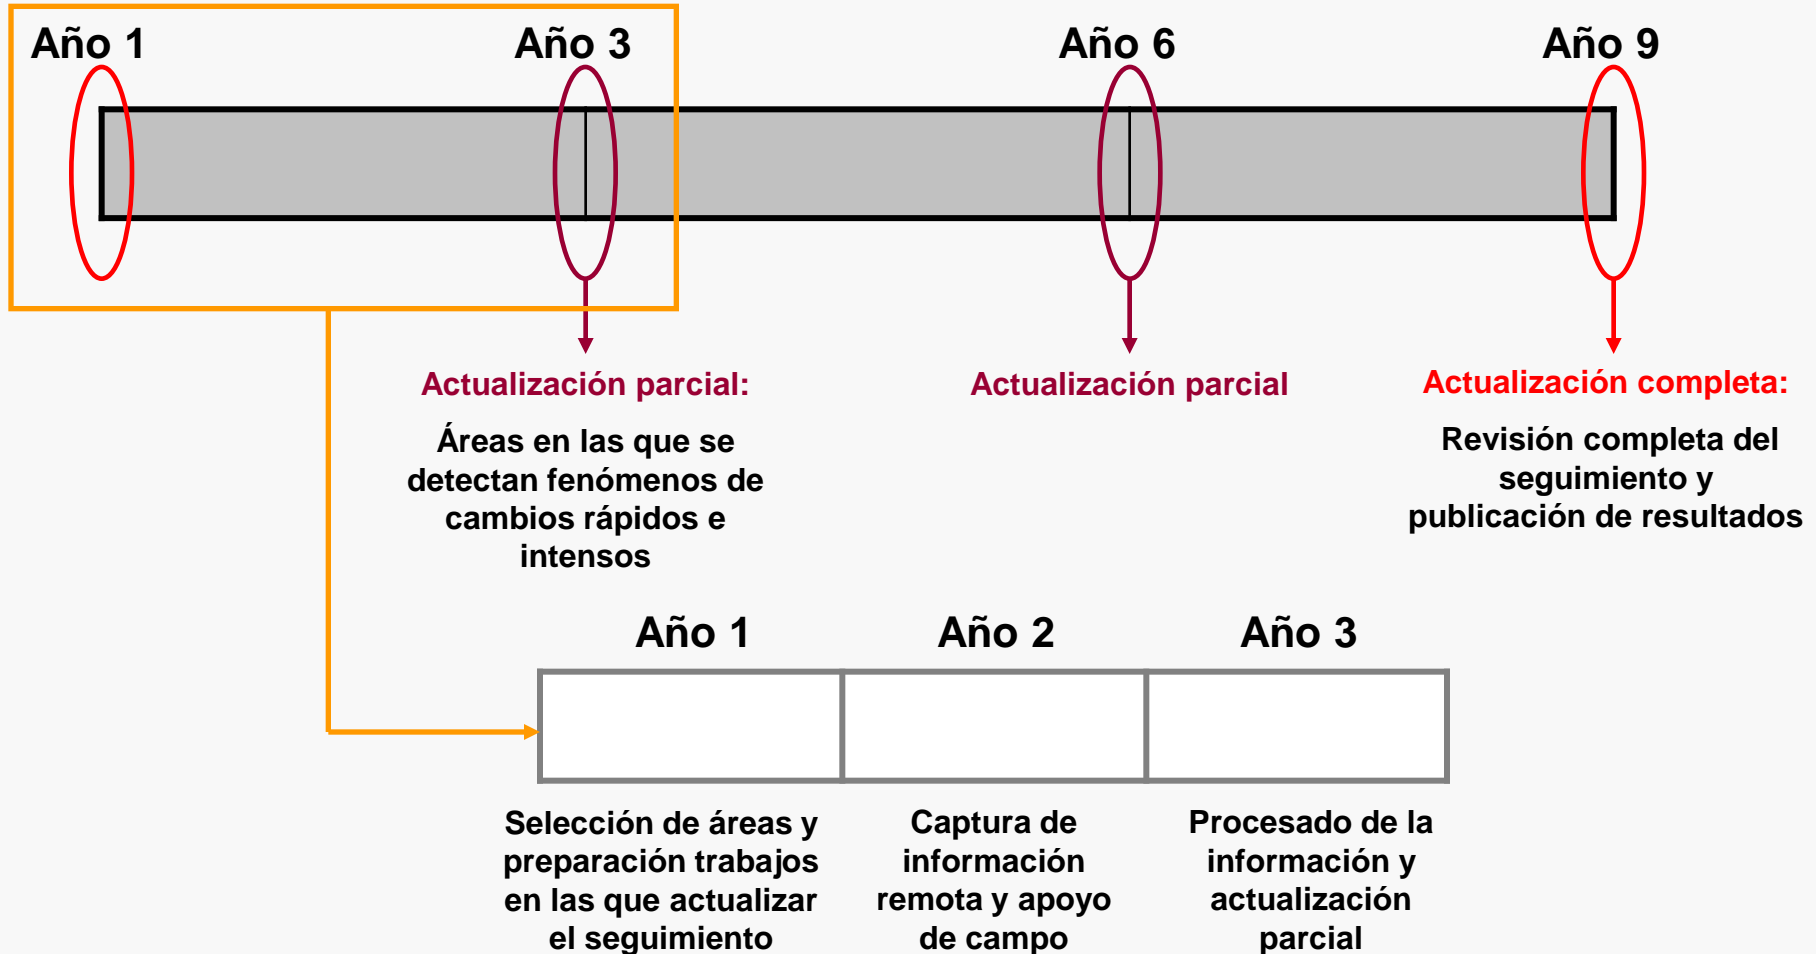 Año 1
Año 3
Año 6
Año 9
Actualización parcial:
Áreas en las que se
detectan fenómenos de
cambios rápidos e
intensos
Actualización parcial
Actualización completa:
Revisión completa del
seguimiento y
publicación de resultados
Año 1
Año 2
Año 3
Selección de áreas y
preparación trabajos
en las que actualizar
el seguimiento
Captura de
información
remota y apoyo
de campo
Procesado de la
información y
actualización
parcial